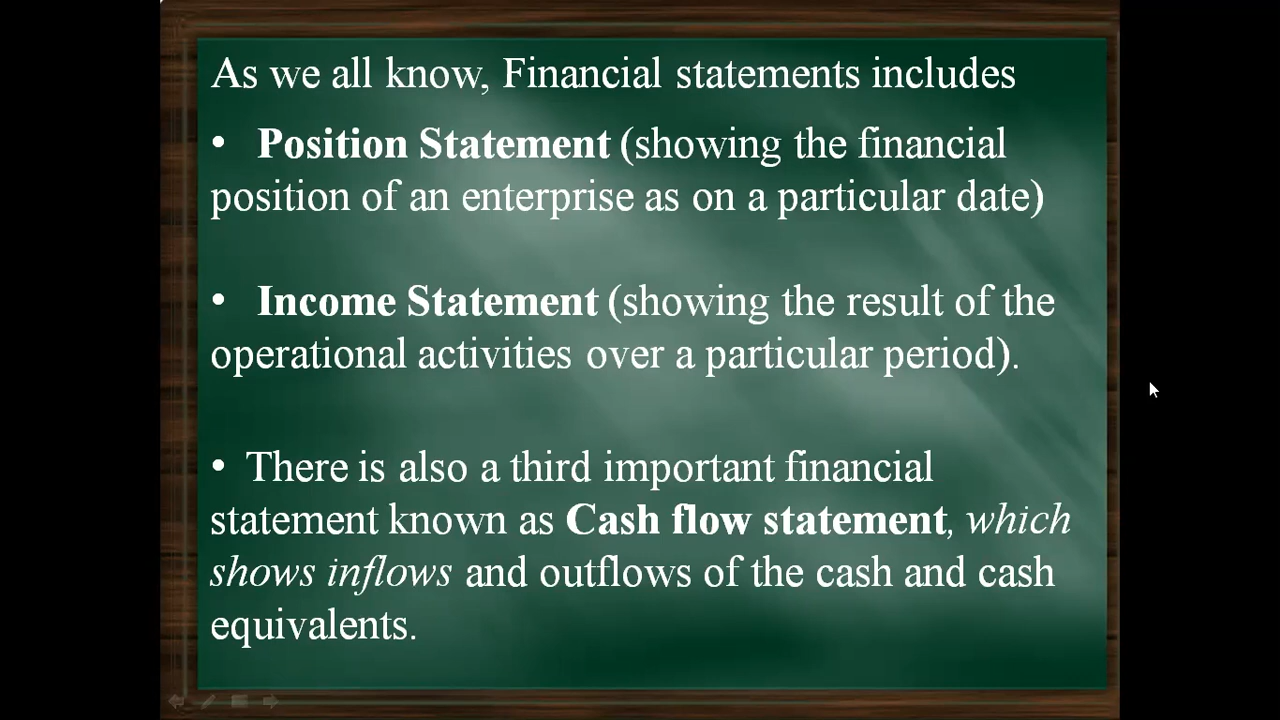 As we all know, Financial statements includes
• Position Statement (showing the financial
position of an enterprise as on a particular date)
• Income Statement (showing the result of the
operational activities over a particular period).
• There is also a third important financial
statement known as Cash flow statement, which
shows inflows and outflows of the cash and cash
equivalents.